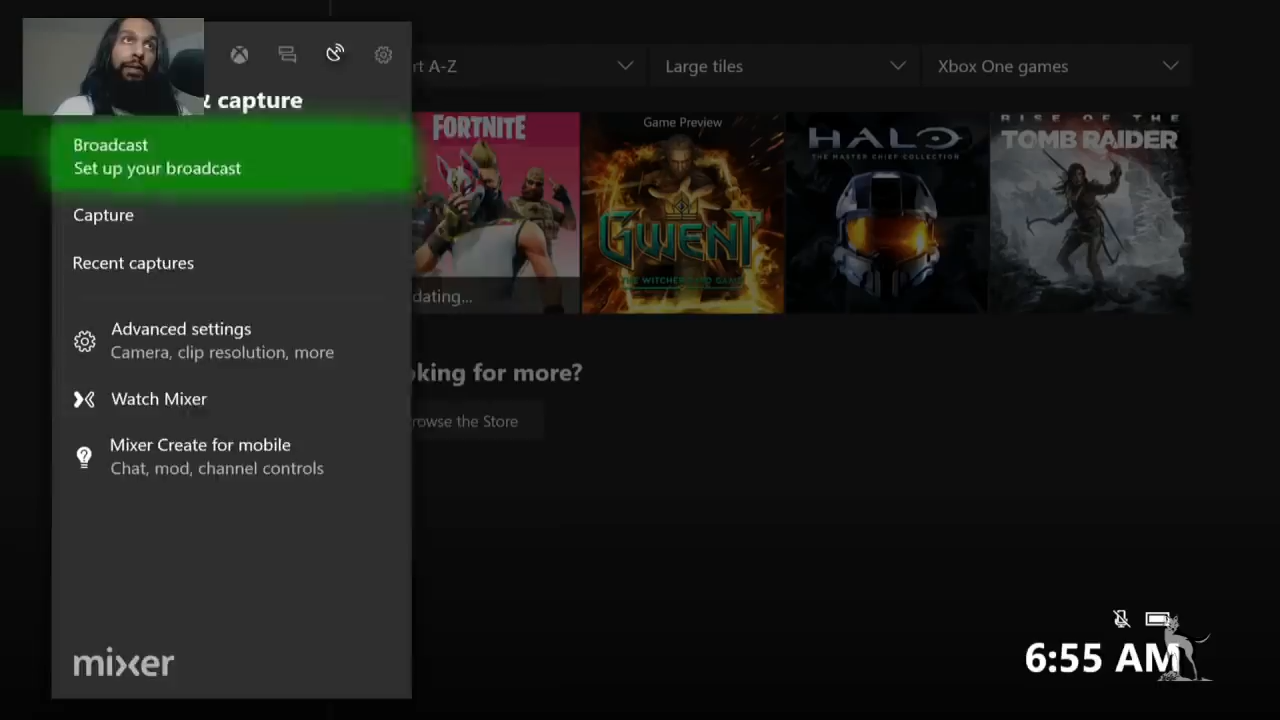 & capture
Broadcast
Set up your broadcast
Capture
Recent captures
Advanced settings
Camera, clip resolution, more
Watch Mixer
Mixer Create for mobile
Chat, mod, channel controls
mixer
rt A-Z
Large tiles
Xbox One games
FORTNITE
dating...
Game Preview
GWENT
THE WITCHER CARD GAME
HALO
THE MASTER CHIEF COLLECTION
RISE OF THE
TOMB RAIDER
oking for more?
rowse the Store
6:55 AM